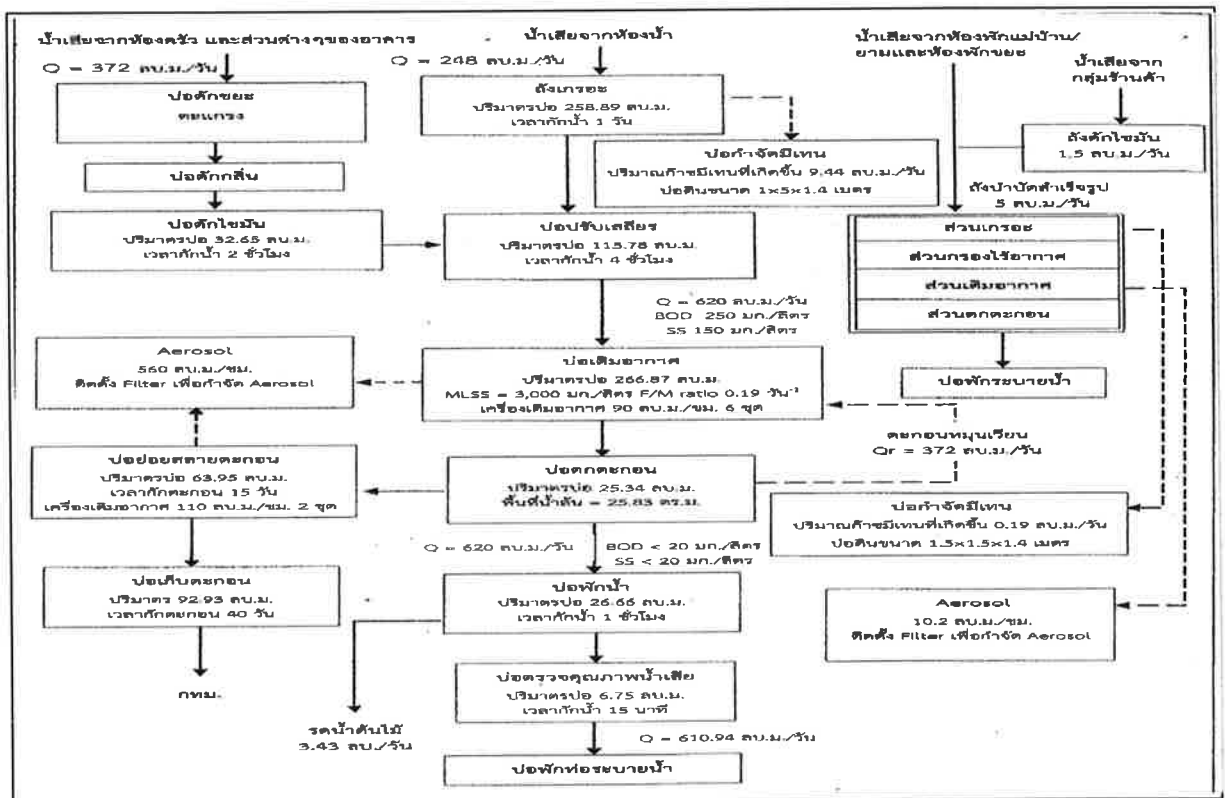 น้ำเสียจากห้องครัว และส่วนต่างๆของอาคาร
Q = 372 ลบ.ม./วัน
บ่อดักขยะ
ตะแกรง
บ่อดักกลิ่น
บ่อดักไขมัน
ปริมาตรบ่อ 32.65 ลบ.ม.
เวลากักน้ำ 2 ชั่วโมง
น้ำเสียจากห้องน้ำ
Q = 248 ลบ.ม./วัน
ถังเกรอะ
ปริมาตรบ่อ 258.89 ลบ.ม.
เวลากักน้ำ 1 วัน
บ่อกำจัดมีเทน
ปริมาณก๊าซมีเทนที่เกิดขึ้น 9.44 ลบ.ม./วัน
บ่อดินขนาด 1×5×1.4 เมตร
บ่อปรับเสถียร
ปริมาตรบ่อ 115.78 ลบ.ม.
เวลากักน้ำ 4 ชั่วโมง
น้ำเสียจากห้องพักแม่บ้าน/
ยามและห้องพักขยะ
น้ำเสียจาก
กลุ่มร้านค้า
ถังดักไขมัน
1.5 ลบ.ม./วัน
ถังบำบัดสำเร็จรูป
5 ลบ.ม./วัน
ส่วนเกรอะ
ส่วนกรองไร้อากาศ
ส่วนเติมอากาศ
ส่วนตกตะกอน
บ่อพักระบายน้ำ
Q = 620 ลบ.ม./วัน
BOD 250 มก./ลิตร
SS 150 มก./ลิตร
Aerosol
560 ลบ.ม./ชม.
ติดตั้ง Filter เพื่อกำจัด Aerosol
บ่อเติมอากาศ
ปริมาตรบ่อ 266.87 ลบ.ม.
MLSS = 3,000 มก./ลิตร F/M ratio 0.19 วัน⁻¹
เครื่องเติมอากาศ 90 ลบ.ม./ชม. 6 ชุด
ตะกอนหมุนเวียน
Qr = 372 ลบ.ม./วัน
บ่อย่อยสลายตะกอน
ปริมาตรบ่อ 63.95 ลบ.ม.
เวลากักตะกอน 15 วัน
เครื่องเติมอากาศ 110 ลบ.ม./ชม. 2 ชุด
บ่อตกตะกอน
ปริมาตรบ่อ 25.34 ลบ.ม.
พื้นที่น้ำล้น = 25.83 ตร.ม.
บ่อกำจัดมีเทน
ปริมาณก๊าซมีเทนที่เกิดขึ้น 0.19 ลบ.ม./วัน
บ่อดินขนาด 1.5×1.5×1.4 เมตร
Q = 620 ลบ.ม./วัน
BOD < 20 มก./ลิตร
SS < 20 มก./ลิตร
บ่อเก็บตะกอน
ปริมาตร 92.93 ลบ.ม.
เวลากักตะกอน 40 วัน
กทม.
บ่อพักน้ำ
ปริมาตรบ่อ 26.66 ลบ.ม.
เวลากักน้ำ 1 ชั่วโมง
Aerosol
10.2 ลบ.ม./ชม.
ติดตั้ง Filter เพื่อกำจัด Aerosol
รดน้ำต้นไม้
3.43 ลบ./วัน
บ่อตรวจคุณภาพน้ำเสีย
ปริมาตรบ่อ 6.75 ลบ.ม.
เวลากักน้ำ 15 นาที
Q = 610.94 ลบ.ม./วัน
บ่อพักท่อระบายน้ำ